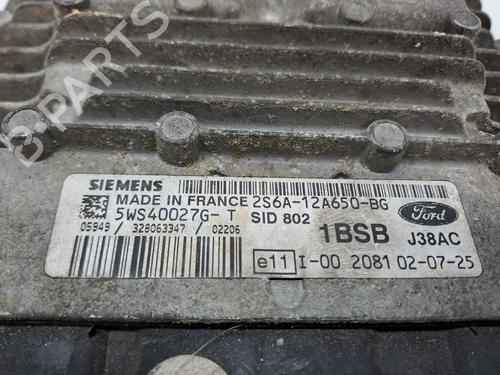 SIEMENS
MADE IN FRANCE 2S6A-12A650-BG
5WS40027G-T SID 802
05949 / 328063347 / 02206
1BSB
Ford
J38AC
e11 I-00 2081 02-07-25